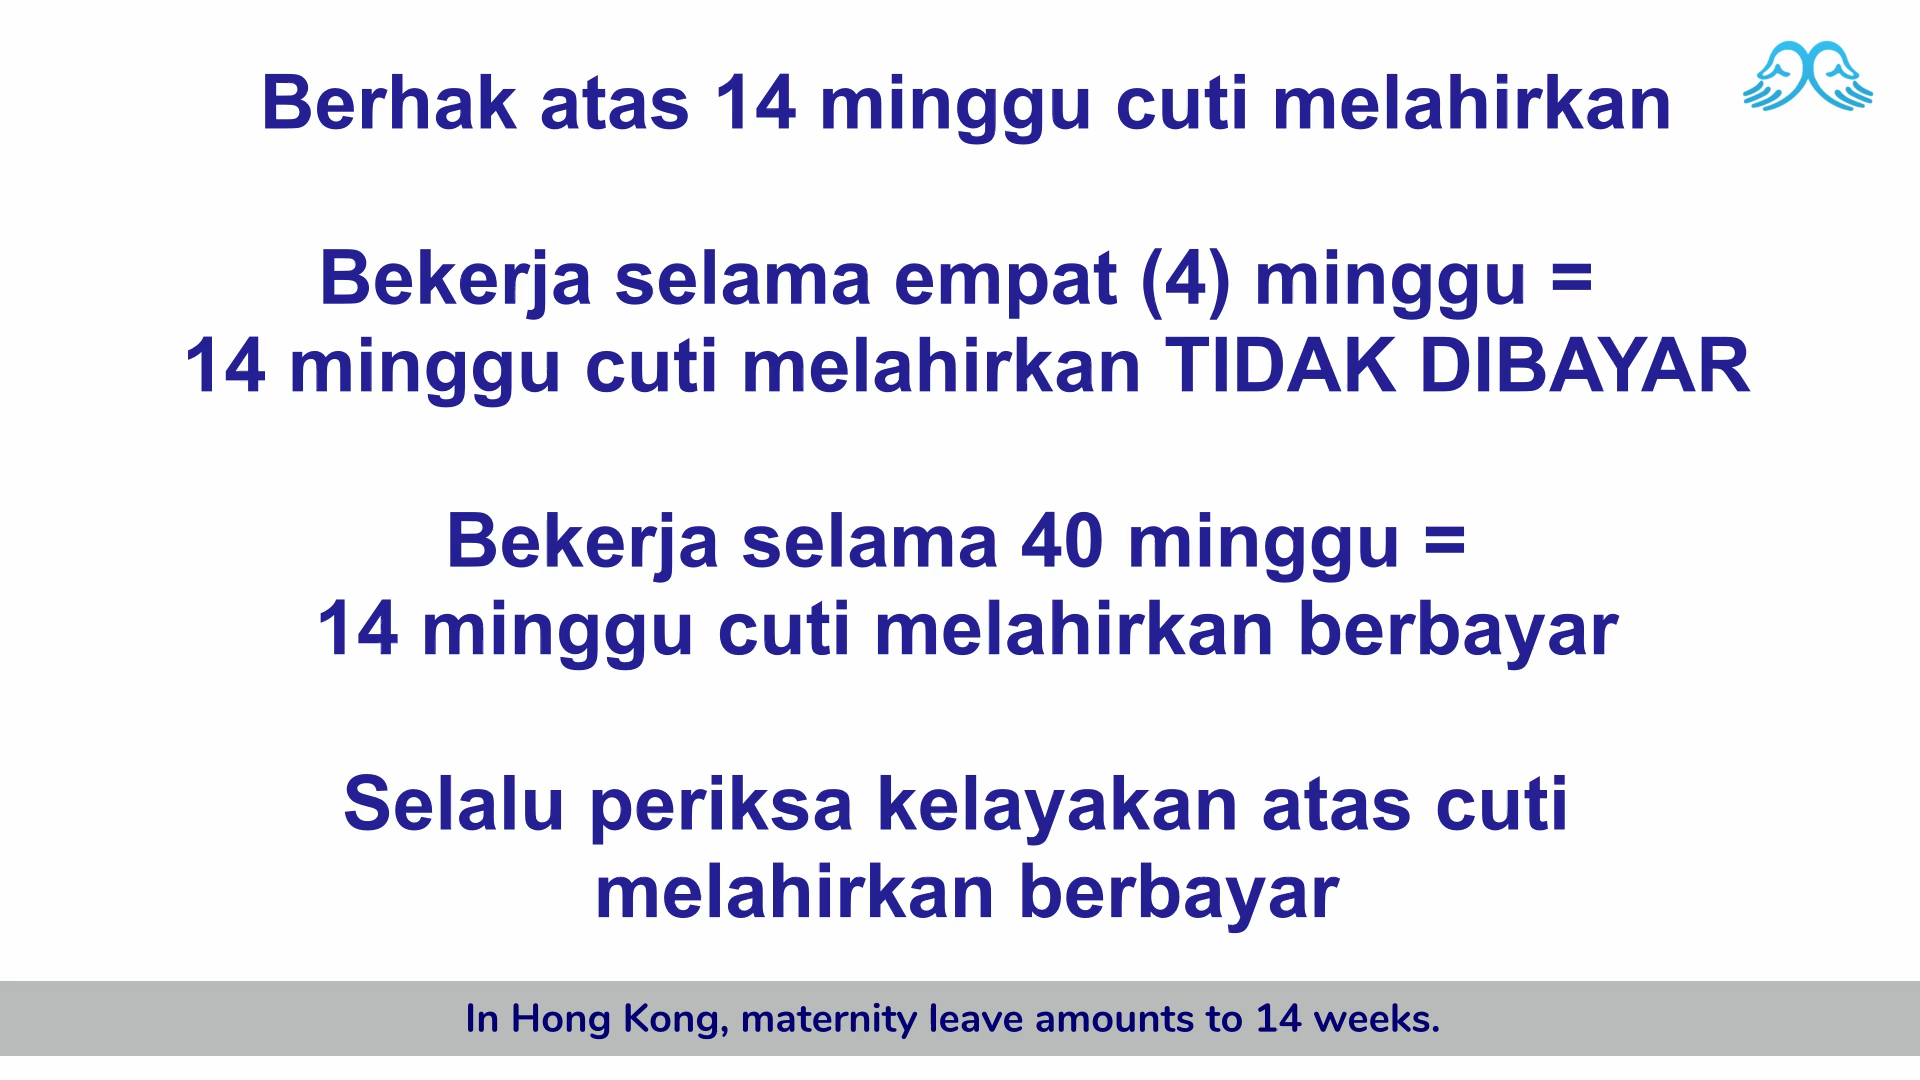 Berhak atas 14 minggu cuti melahirkan
Bekerja selama empat (4) minggu =
14 minggu cuti melahirkan TIDAK DIBAYAR
Bekerja selama 40 minggu =
14 minggu cuti melahirkan berbayar
Selalu periksa kelayakan atas cuti
melahirkan berbayar
In Hong Kong, maternity leave amounts to 14 weeks.